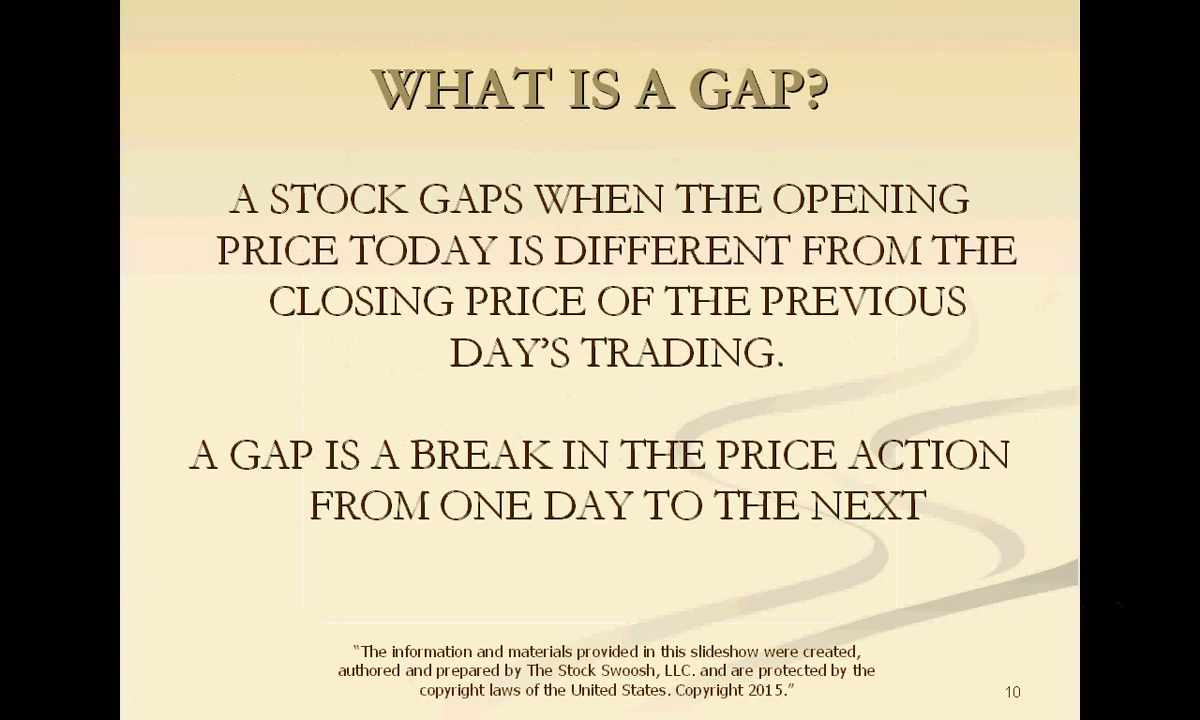 WHAT IS A GAP?
A STOCK GAPS WHEN THE OPENING
PRICE TODAY IS DIFFERENT FROM THE
CLOSING PRICE OF THE PREVIOUS
DAY'S TRADING.
A GAP IS A BREAK IN THE PRICE ACTION
FROM ONE DAY TO THE NEXT
"The information and materials provided in this slideshow were created,
authored and prepared by The Stock Swoosh, LLC. and are protected by the
copyright laws of the United States. Copyright 2015."
10